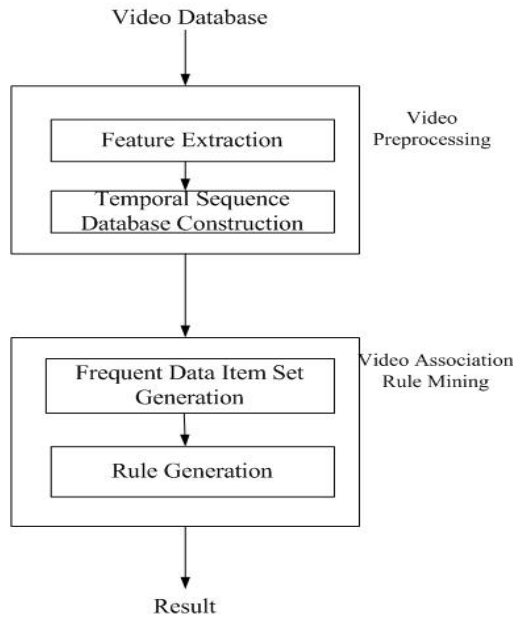 Video Database
Video
Preprocessing
Feature Extraction
Temporal Sequence
Database Construction
Video Association
Rule Mining
Frequent Data Item Set
Generation
Rule Generation
Result